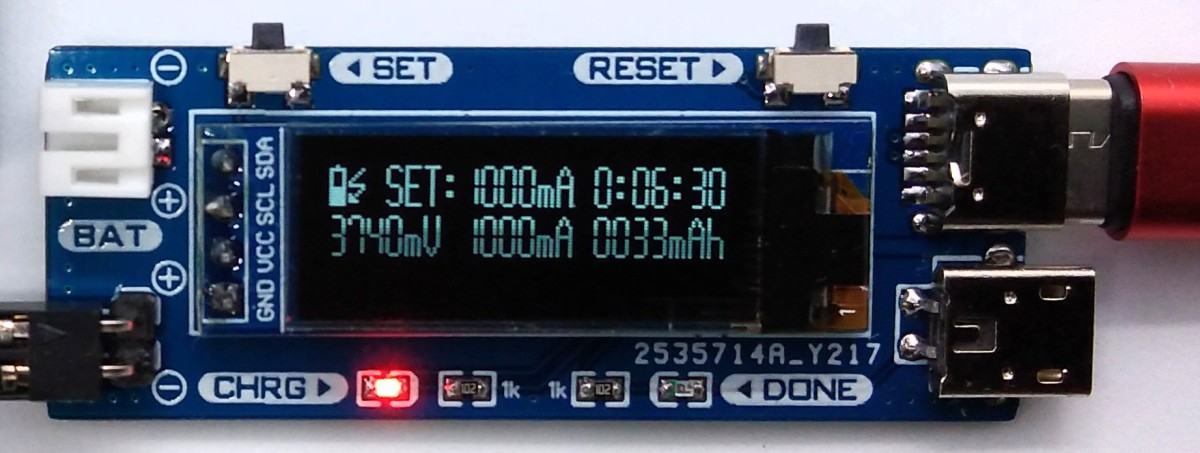 SET RESET
SET: 1000mA 0:06:30
3740mV 1000mA 0033mAh
GND VCC SCL SDA
BAT
2535714A_Y217
CHRG 102 1k 1k 102 DONE